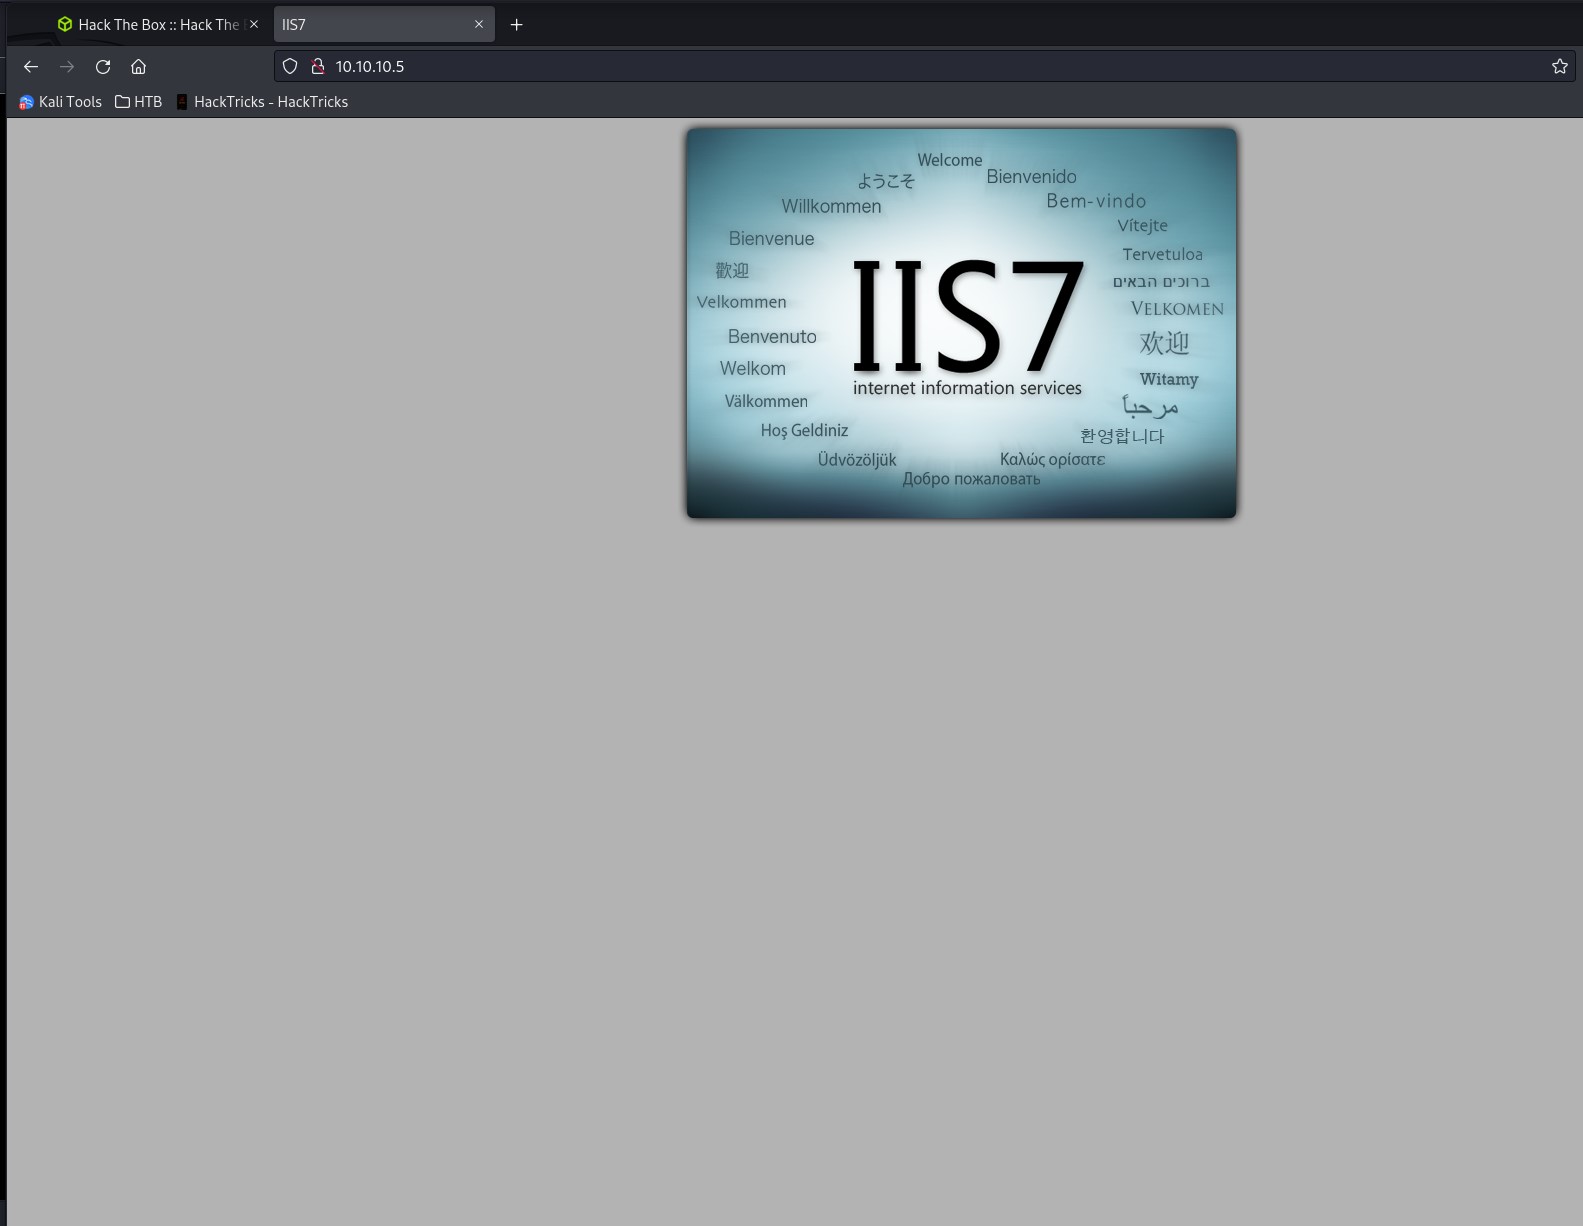 Hack The Box :: Hack The
IIS7
10.10.10.5
Kali Tools
HTB
HackTricks - HackTricks
Welcome
ようこそ
Bienvenido
Willkommen
Bem-vindo
Vítejte
Bienvenue
Tervetuloa
歡迎
ברוכים הבאים
Velkommen
VELKOMEN
Benvenuto
欢迎
Welkom
Witamy
Välkommen
مرحباً
Hoş Geldiniz
환영합니다
Üdvözöljük
Καλώς ορίσατε
Добро пожаловать
IIS7
internet information services